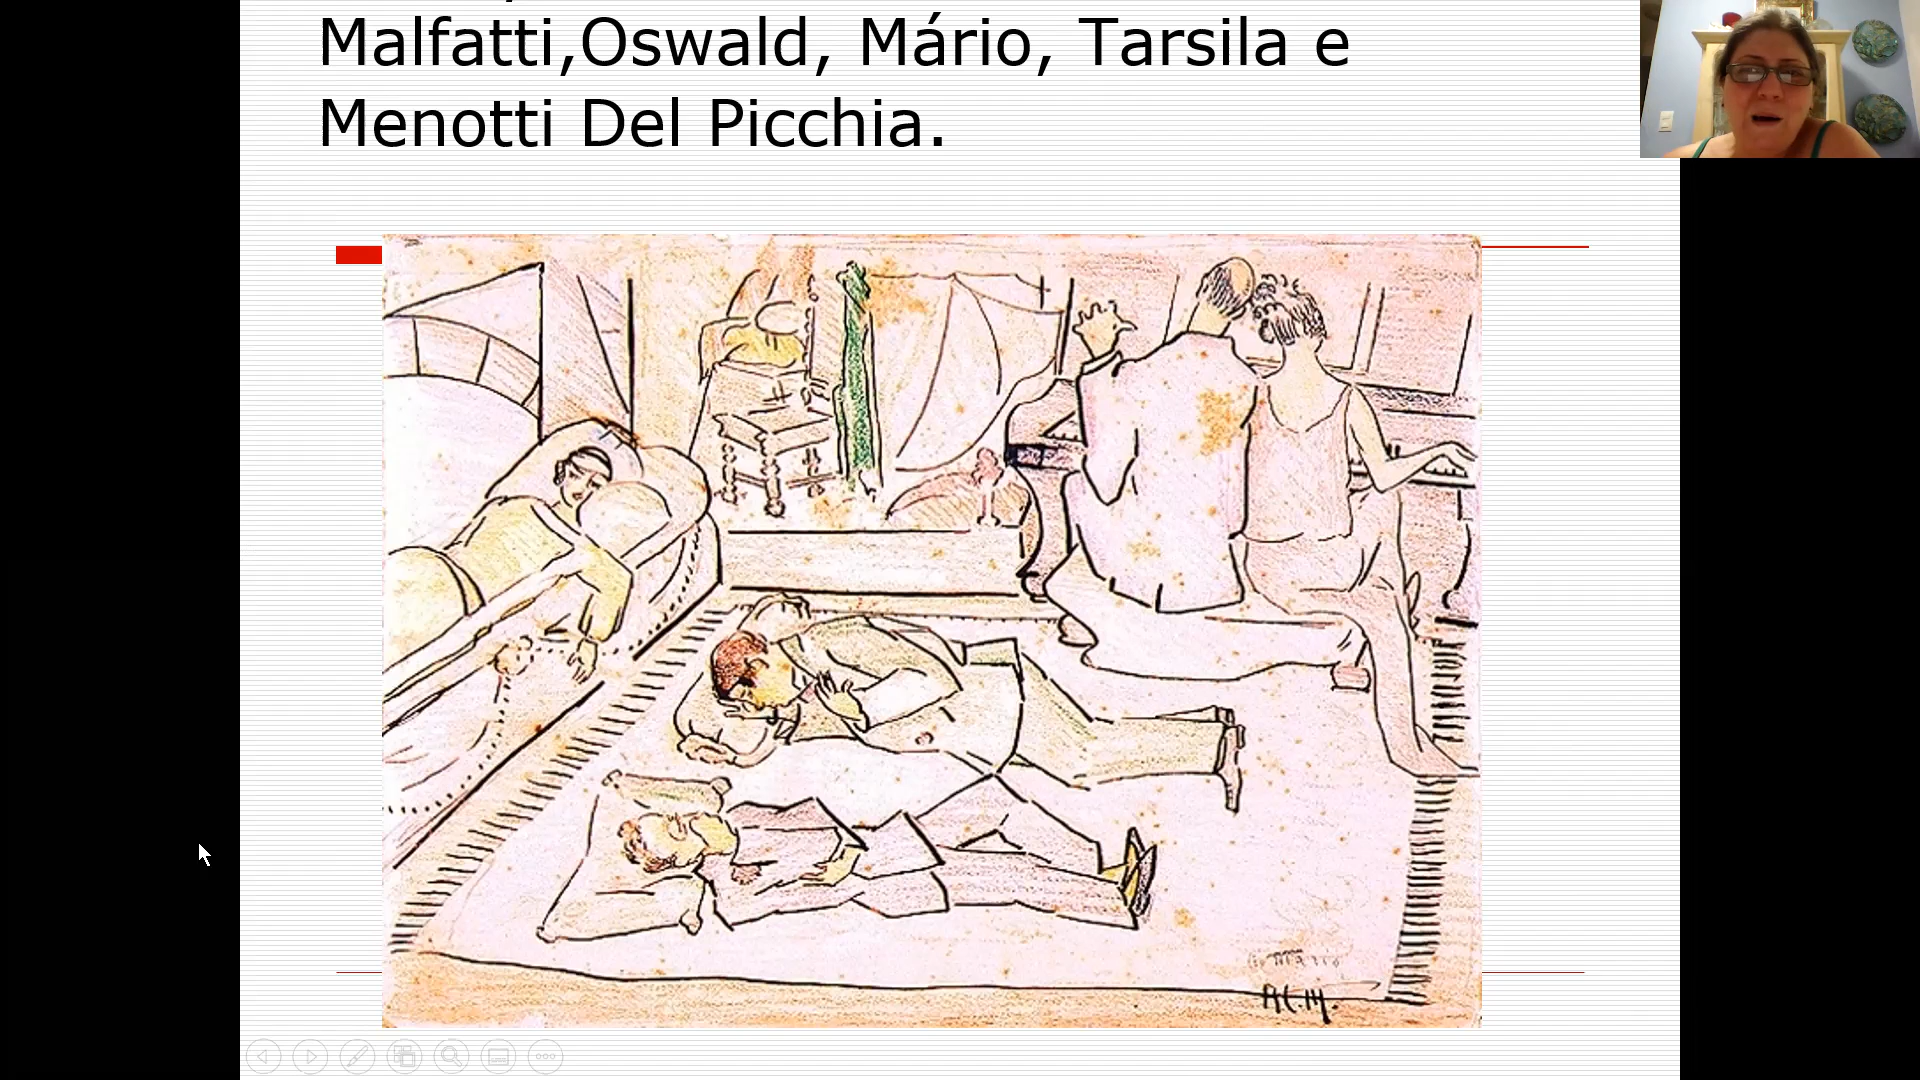 Malfatti,Oswald, Mário, Tarsila e
Menotti Del Picchia.
A.C.M.